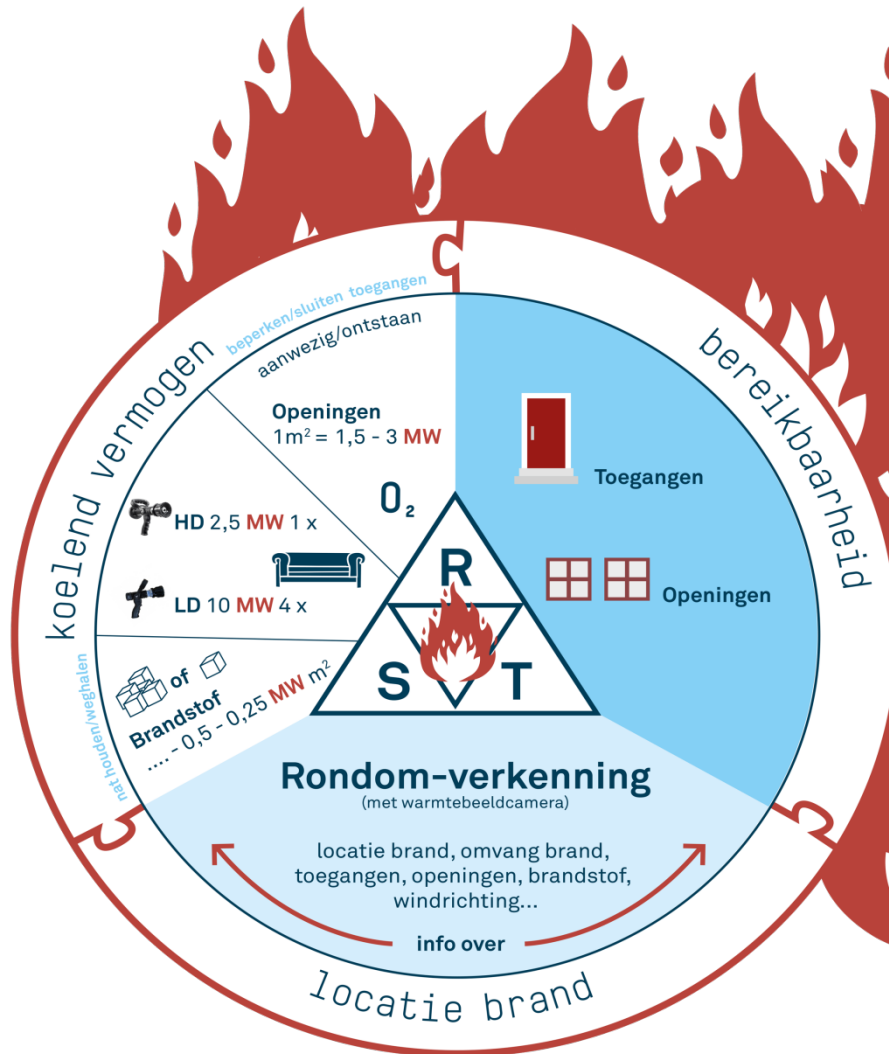 koelend vermogen
bereikbaarheid
locatie brand
beperken/sluiten toegangen
aanwezig/ontstaan
Openingen
1m² = 1,5 - 3 MW
O₂
HD 2,5 MW 1 x
LD 10 MW 4 x
nat houden/weghalen
of
Brandstof
.... - 0,5 - 0,25 MW m²
Toegangen
Openingen
R
S T
Rondom-verkenning
(met warmtebeeldcamera)
locatie brand, omvang brand,
toegangen, openingen, brandstof,
windrichting...
info over